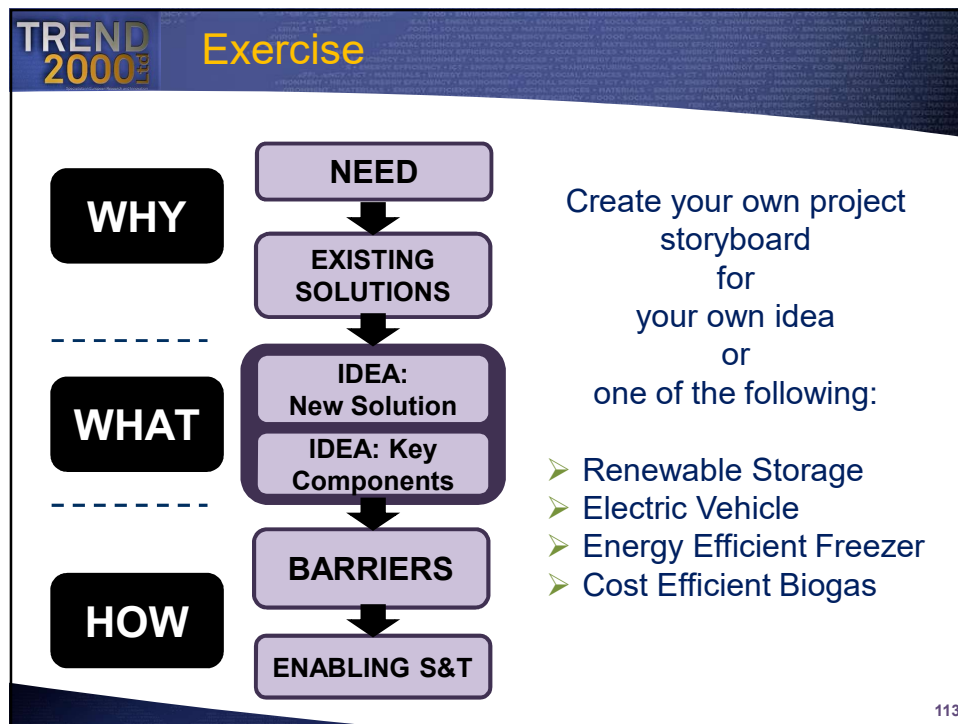 TREND
2000 Ltd
Exercise
WHY
NEED
EXISTING
SOLUTIONS
WHAT
IDEA:
New Solution
IDEA: Key
Components
HOW
BARRIERS
ENABLING S&T
Create your own project
storyboard
for
your own idea
or
one of the following:
➢ Renewable Storage
➢ Electric Vehicle
➢ Energy Efficient Freezer
➢ Cost Efficient Biogas
113